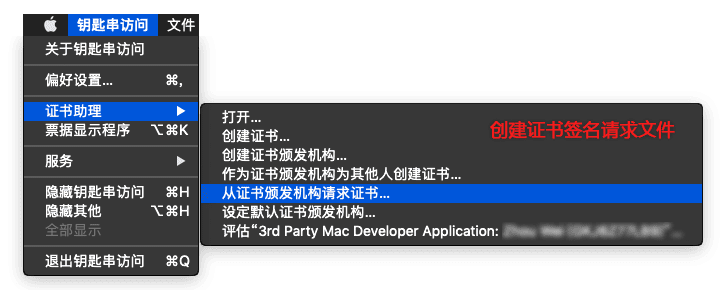 钥匙串访问 文件
关于钥匙串访问
偏好设置... ⌘,
证书助理 ▶
票据显示程序 ⌥⌘K
服务 ▶
隐藏钥匙串访问 ⌘H
隐藏其他 ⌥⌘H
全部显示
退出钥匙串访问 ⌘Q
打开...
创建证书...
创建证书颁发机构...
作为证书颁发机构为其他人创建证书...
从证书颁发机构请求证书...
设定默认证书颁发机构...
评估“3rd Party Mac Developer Application:
创建证书签名请求文件